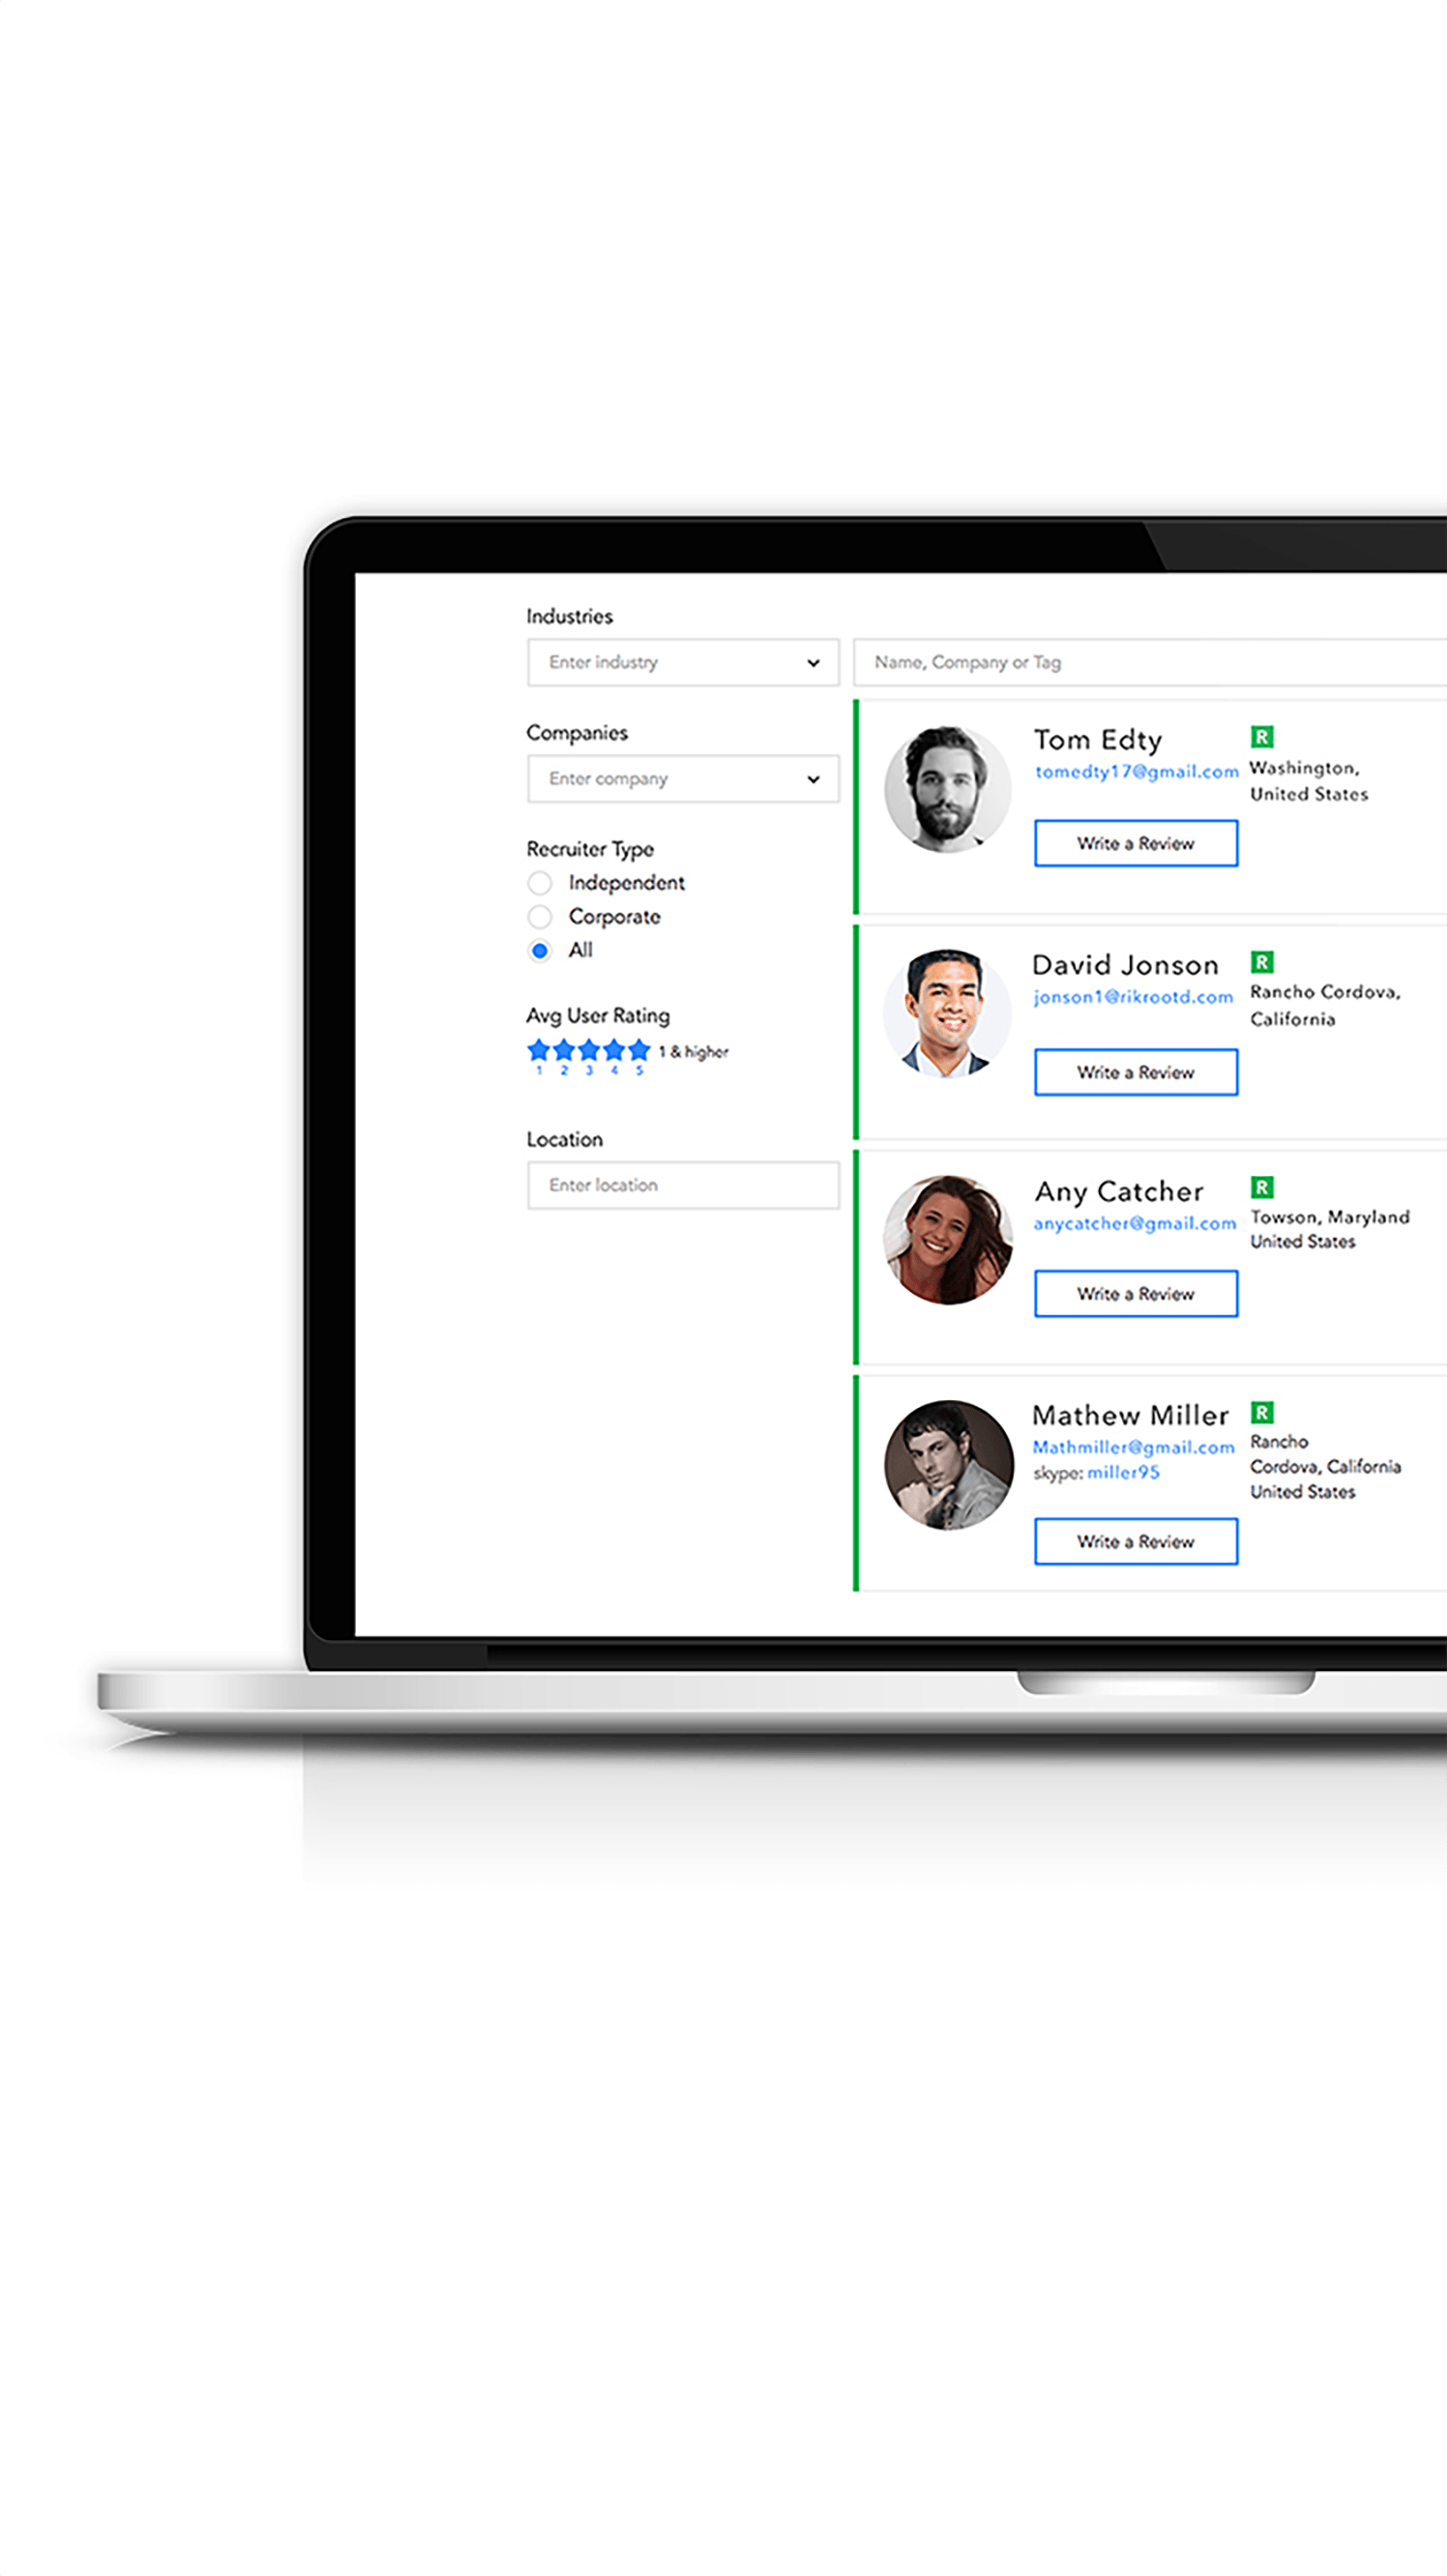 Industries
Enter industry
Companies
Enter company
Recruiter Type
Independent
Corporate
All
Avg User Rating
1 & higher
1 2 3 4 5
Location
Enter location
Name, Company or Tag
Tom Edty
tomedty17@gmail.com
R
Washington,
United States
Write a Review
David Jonson
jonson1@rikrootd.com
R
Rancho Cordova,
California
Write a Review
Any Catcher
anycatcher@gmail.com
R
Towson, Maryland
United States
Write a Review
Mathew Miller
Mathmiller@gmail.com
skype: miller95
R
Rancho
Cordova, California
United States
Write a Review